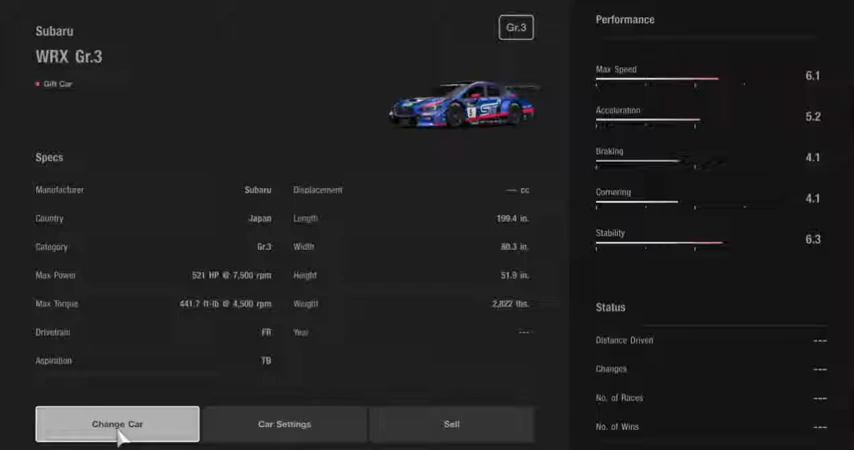 Subaru
WRX Gr.3
Gr.3
Gift Car
Specs
Manufacturer Subaru
Country Japan
Category Gr.3
Max Power 521 HP @ 7,500 rpm
Max Torque 441.7 ft-lb @ 4,500 rpm
Drivetrain FR
Aspiration TB
Displacement --- cc
Length 199.4 in.
Width 80.3 in.
Height 51.9 in.
Weight 2,822 lbs.
Year ---
Change Car
Car Settings
Sell
Performance
Max Speed 6.1
Acceleration 5.2
Braking 4.1
Cornering 4.1
Stability 6.3
Status
Distance Driven ---
Changes ---
No. of Races ---
No. of Wins ---